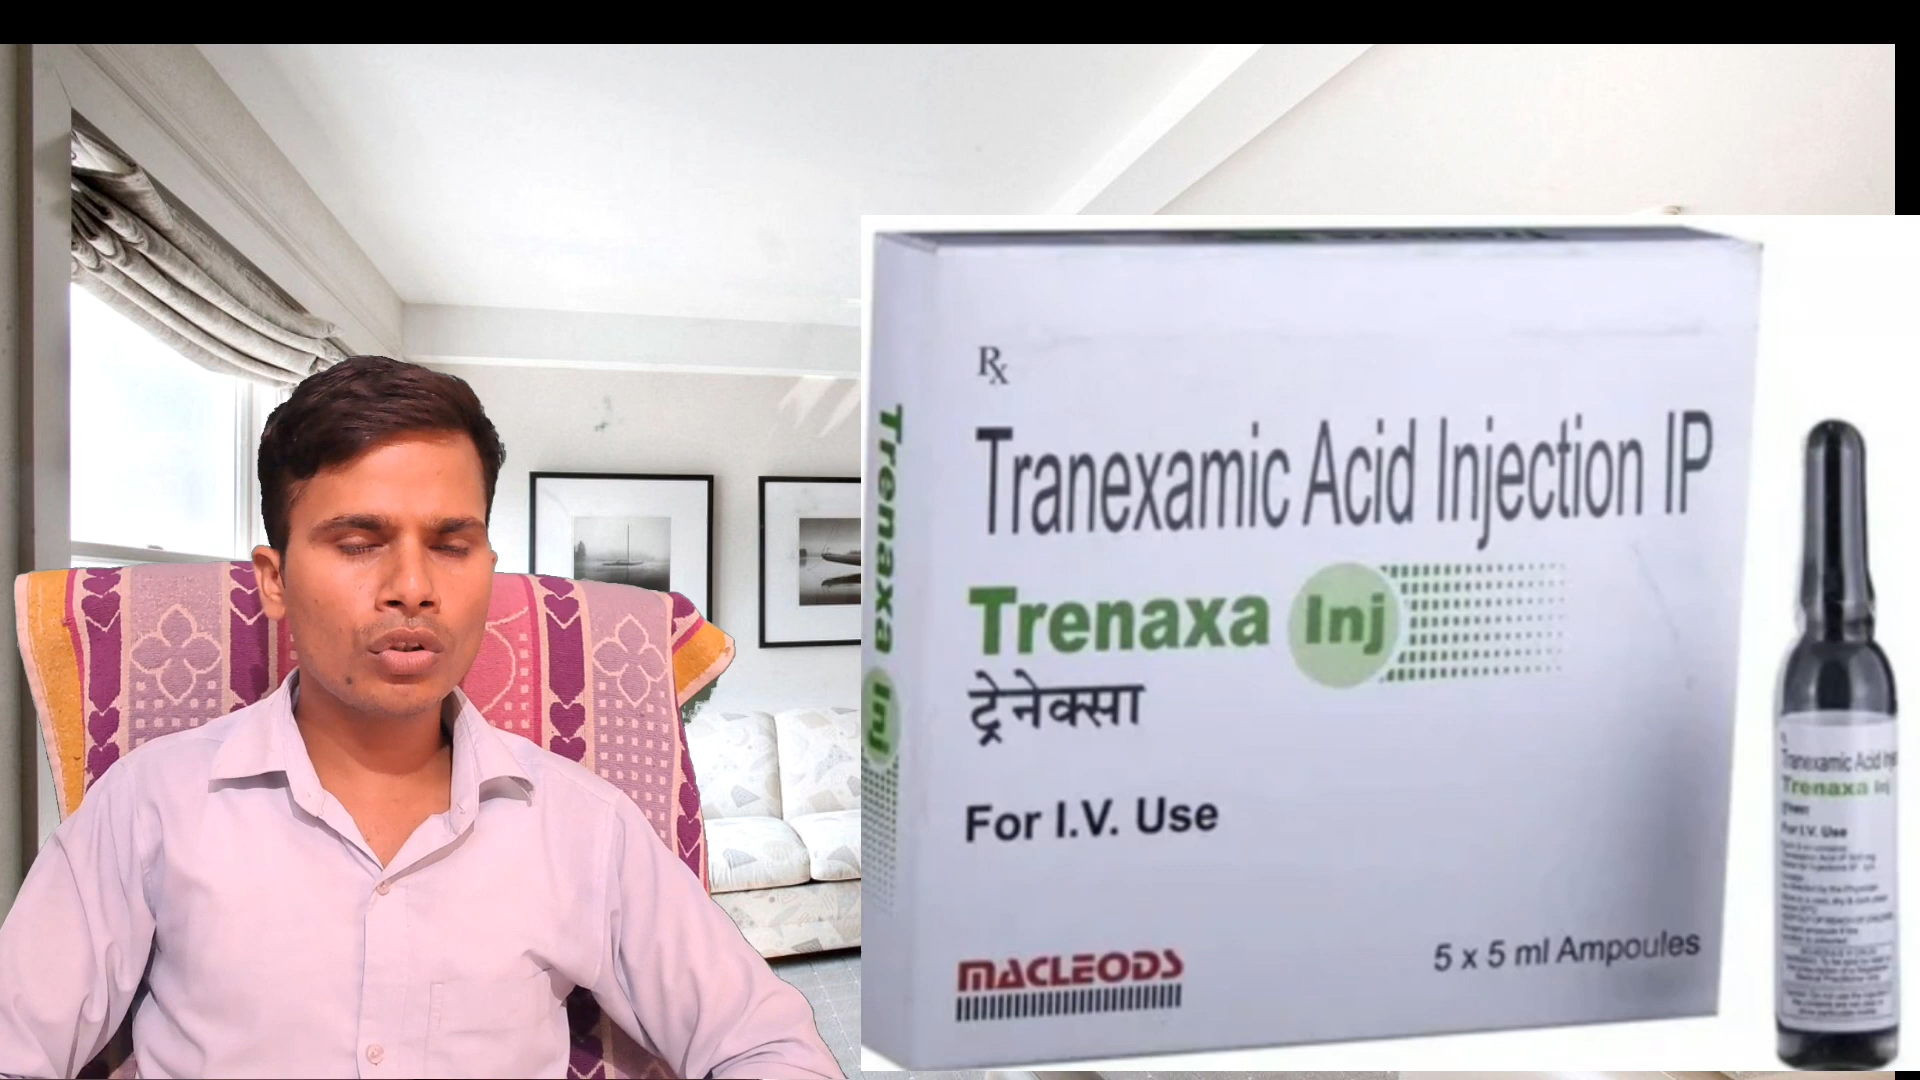 Rx
Tranexamic Acid Injection IP
Trenaxa Inj
ट्रेनेक्सा
For I.V. Use
MACLEODS
5 x 5 ml Ampoules
Trenaxa Inj
Tranexamic Acid
Trenaxa Inj
For I.V. Use